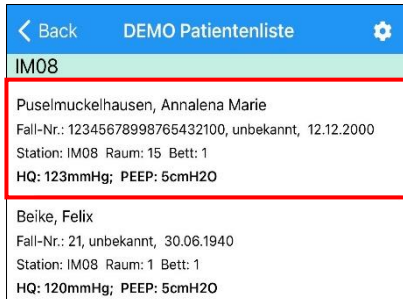 Back DEMO Patientenliste
IM08
Puselmuckelhausen, Annalena Marie
Fall-Nr.: 12345678998765432100, unbekannt, 12.12.2000
Station: IM08 Raum: 15 Bett: 1
HQ: 123mmHg; PEEP: 5cmH2O
Beike, Felix
Fall-Nr.: 21, unbekannt, 30.06.1940
Station: IM08 Raum: 1 Bett: 1
HQ: 120mmHg; PEEP: 5cmH2O